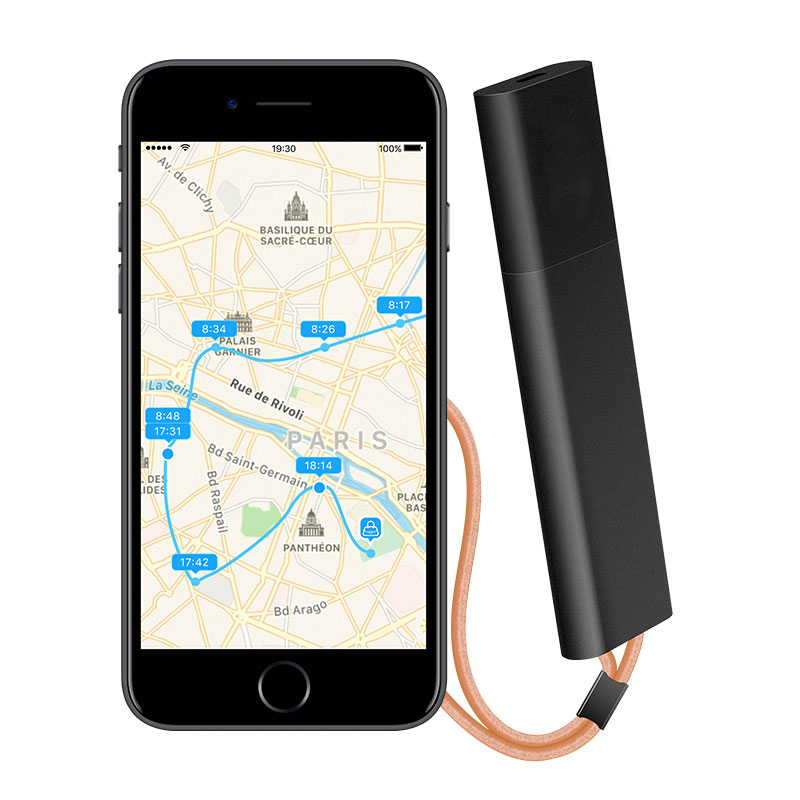 19:30
100%
Av. de Clichy
BASILIQUE DU
SACRÉ-CŒUR
8:17
8:34
8:26
PALAIS
GARNIER
La Seine
Rue de Rivoli
8:48
17:31
PARIS
Bd Saint-Germain
18:14
L DES
IDES
Bd Raspail
PLAC
BAS
PANTHÉON
17:42
Bd Arago